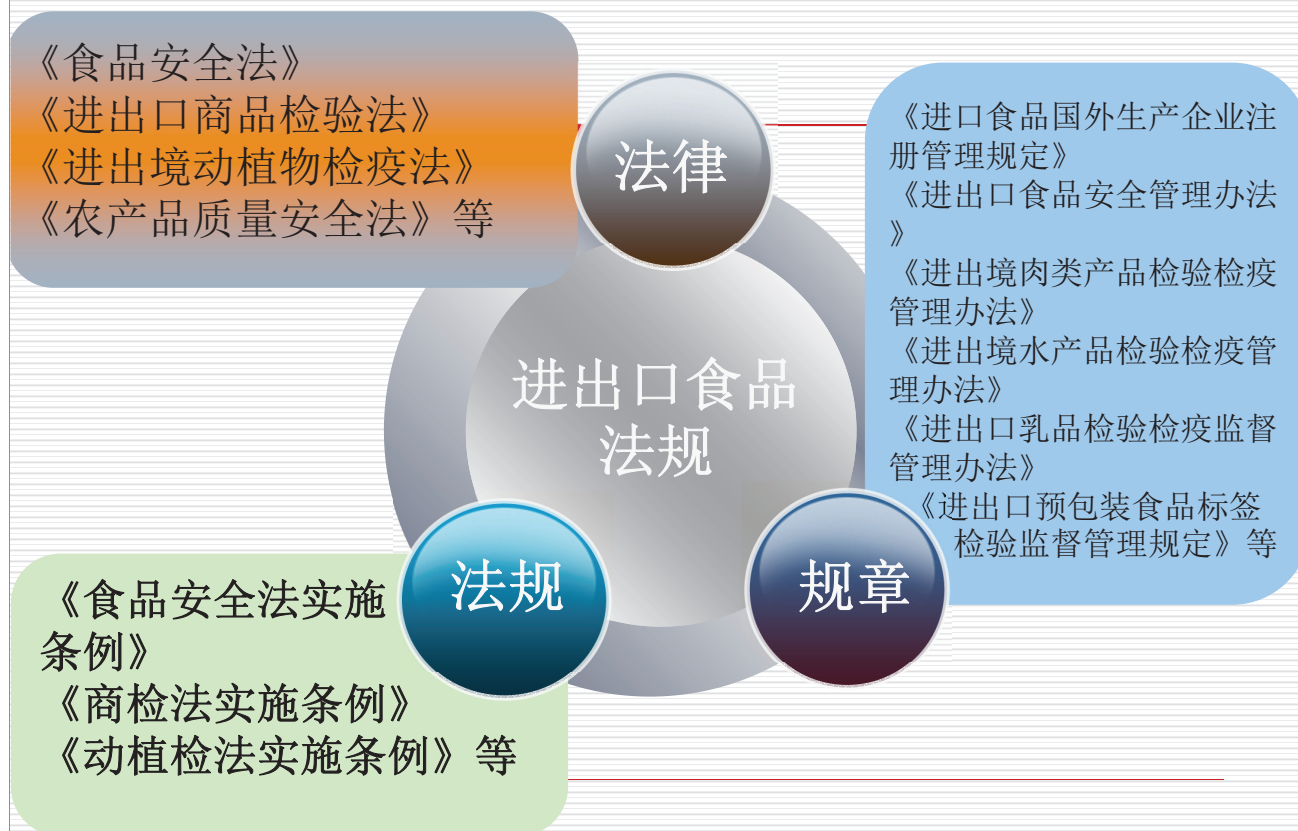 《食品安全法》
《进出口商品检验法》
《进出境动植物检疫法》
《农产品质量安全法》等
法律
《进口食品国外生产企业注
册管理规定》
《进出口食品安全管理办法
》
《进出境肉类产品检验检疫
管理办法》
《进出境水产品检验检疫管
理办法》
《进出口乳品检验检疫监督
管理办法》
《进出口预包装食品标签
检验监督管理规定》等
进出口食品
法规
法规
规章
《食品安全法实施
条例》
《商检法实施条例》
《动植检法实施条例》等